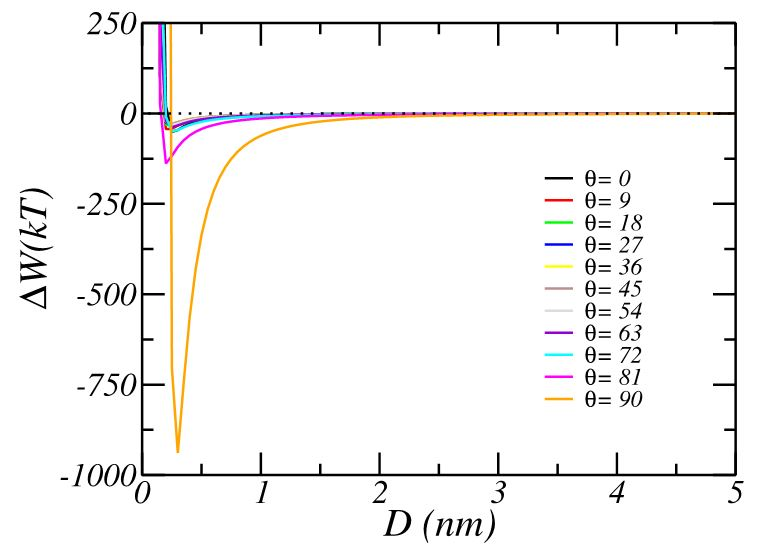 250
0
-250
-500
-750
-1000
ΔW(kT)
0 1 2 3 4 5
D (nm)
θ= 0
θ= 9
θ= 18
θ= 27
θ= 36
θ= 45
θ= 54
θ= 63
θ= 72
θ= 81
θ= 90